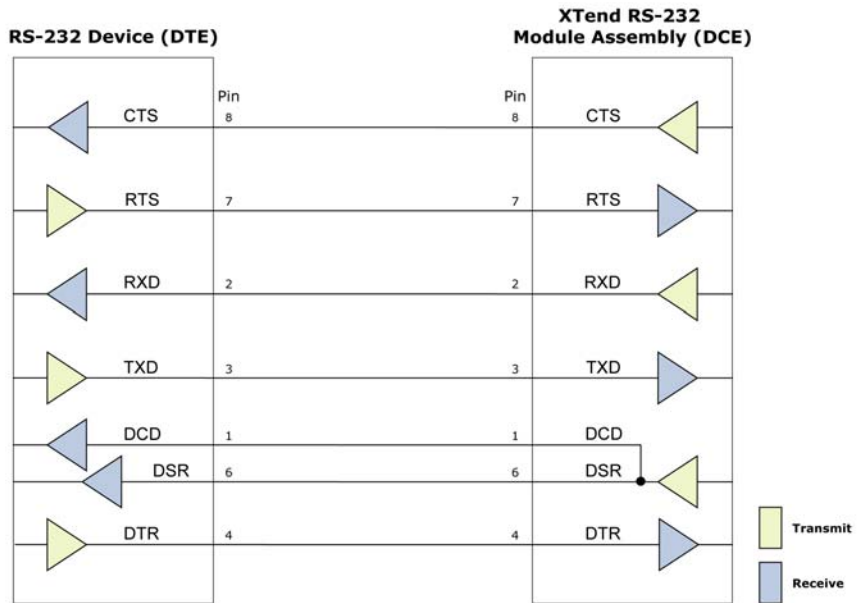 RS-232 Device (DTE)
XTend RS-232
Module Assembly (DCE)
Pin
Pin
CTS 8 8 CTS
RTS 7 7 RTS
RXD 2 2 RXD
TXD 3 3 TXD
DCD 1 1 DCD
DSR 6 6 DSR
DTR 4 4 DTR
Transmit
Receive